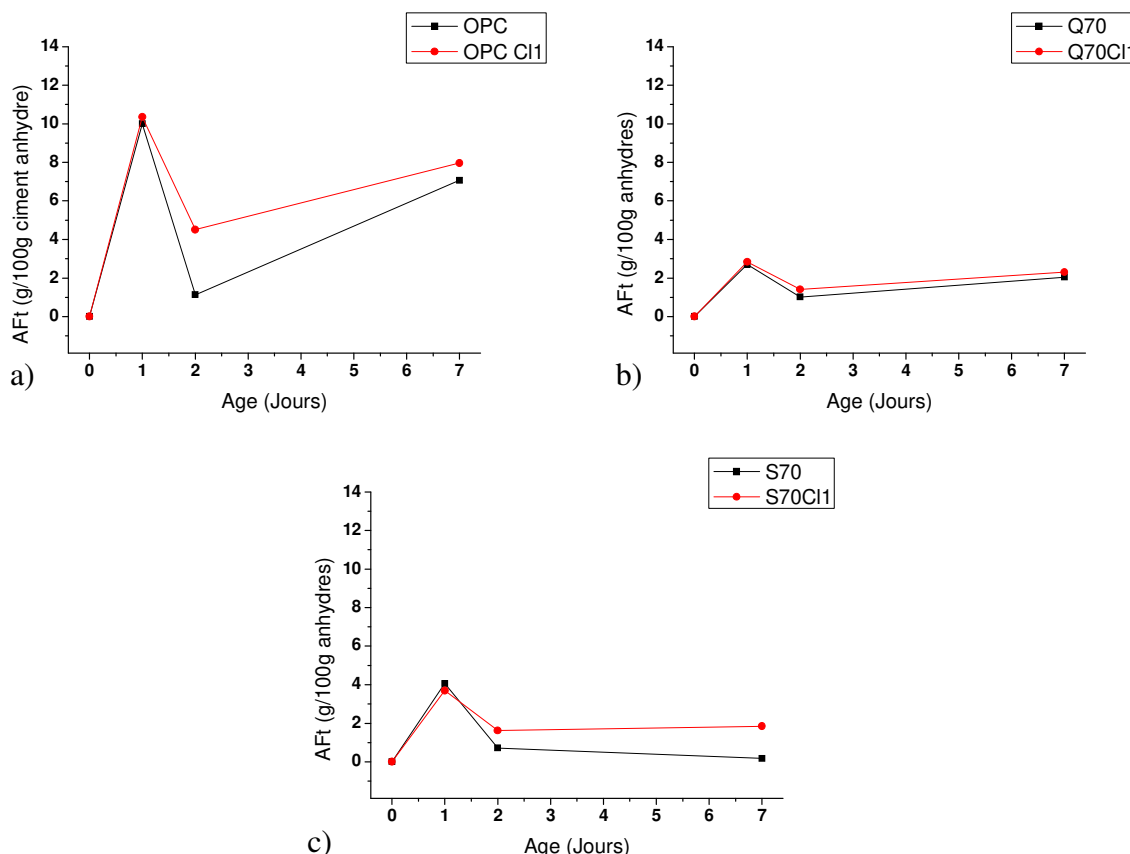 OPC
OPC Cl1
14
12
10
8
6
4
2
0
AFt (g/100g ciment anhydre)
0 1 2 3 4 5 6 7
Age (Jours)
a)
Q70
Q70Cl1
14
12
10
8
6
4
2
0
AFt (g/100g anhydres)
0 1 2 3 4 5 6 7
Age (Jours)
b)
S70
S70Cl1
14
12
10
8
6
4
2
0
AFt (g/100g anhydres)
0 1 2 3 4 5 6 7
Age (Jours)
c)